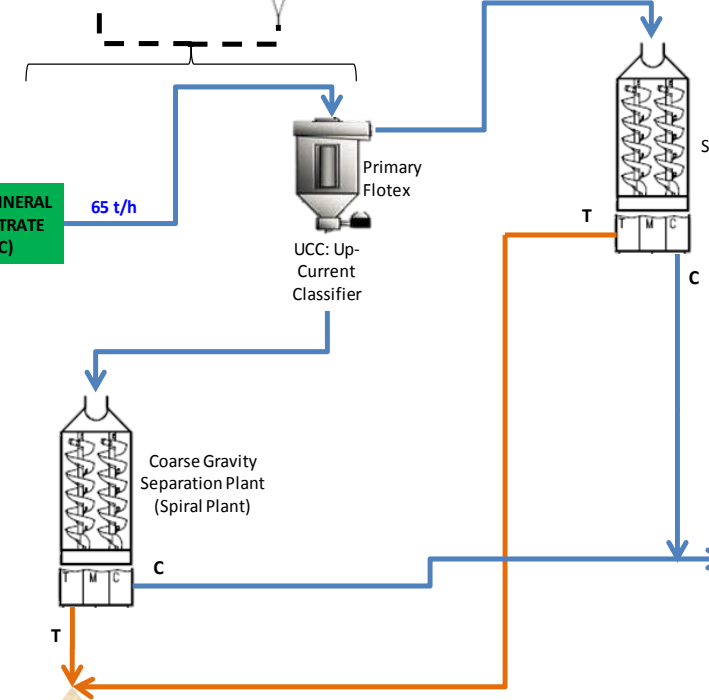 INERAL
TRATE
C)
65 t/h
Primary
Flotex
UCC: Up-
Current
Classifier
S
T
T M C
C
Coarse Gravity
Separation Plant
(Spiral Plant)
T M C
C
T